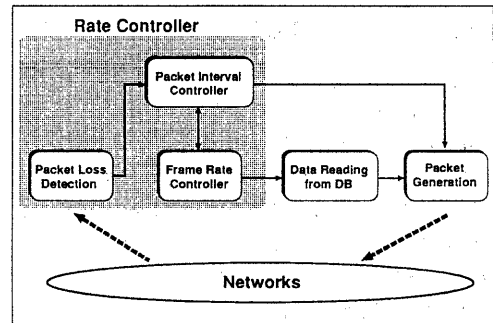 Rate Controller
Packet Interval
Controller
Packet Loss
Detection
Frame Rate
Controller
Data Reading
from DB
Packet
Generation
Networks